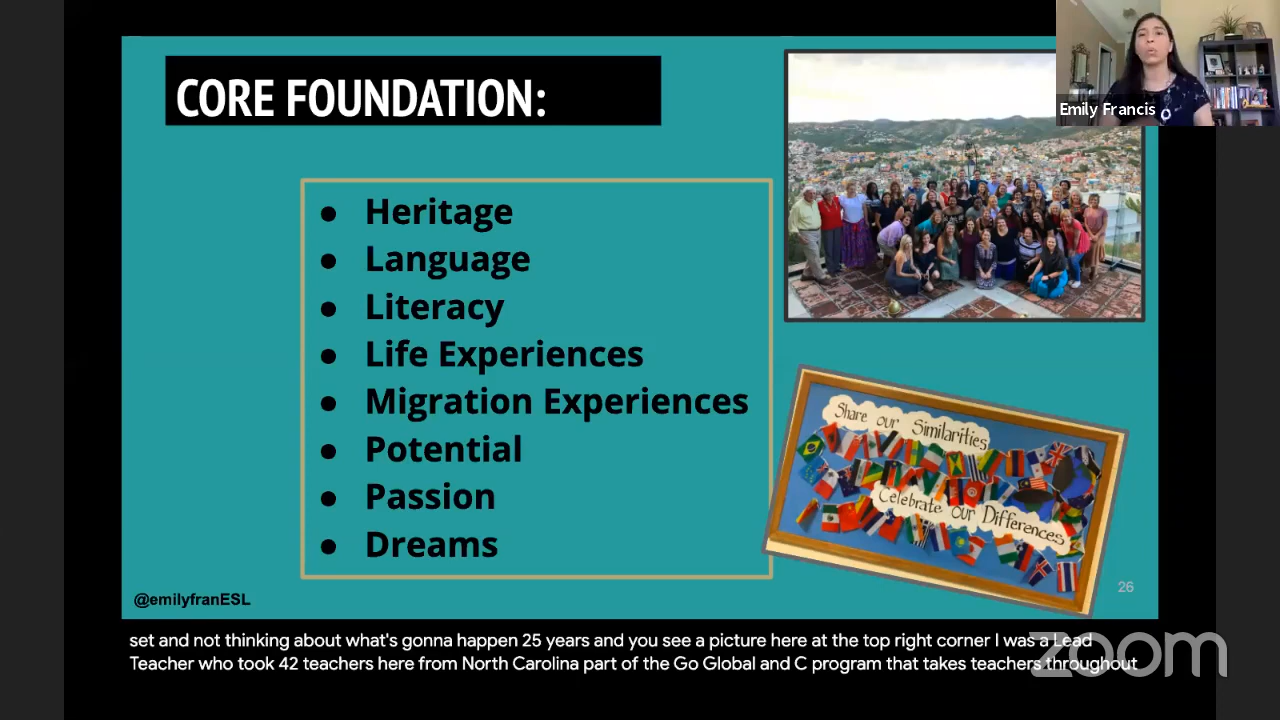 CORE FOUNDATION:
Emily Francis
● Heritage
● Language
● Literacy
● Life Experiences
● Migration Experiences
● Potential
● Passion
● Dreams
Share our Similarities
Celebrate our Differences
@emilyfranESL
26
set and not thinking about what's gonna happen 25 years and you see a picture here at the top right corner I was a Lead
Teacher who took 42 teachers here from North Carolina part of the Go Global and C program that takes teachers throughout
zoom